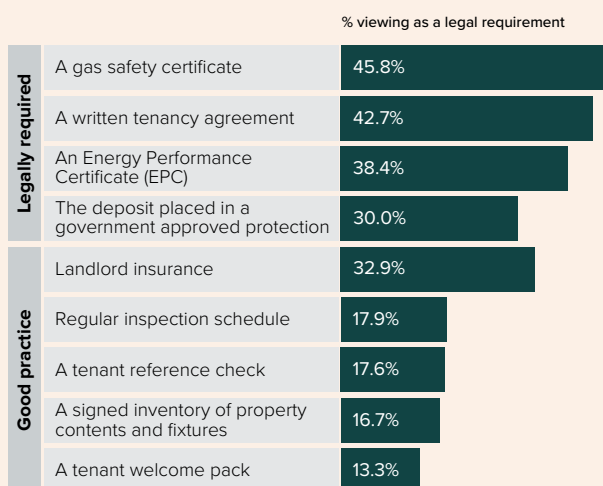 % viewing as a legal requirement
Legally required
A gas safety certificate
45.8%
A written tenancy agreement
42.7%
An Energy Performance
Certificate (EPC)
38.4%
The deposit placed in a
government approved protection
30.0%
Good practice
Landlord insurance
32.9%
Regular inspection schedule
17.9%
A tenant reference check
17.6%
A signed inventory of property
contents and fixtures
16.7%
A tenant welcome pack
13.3%